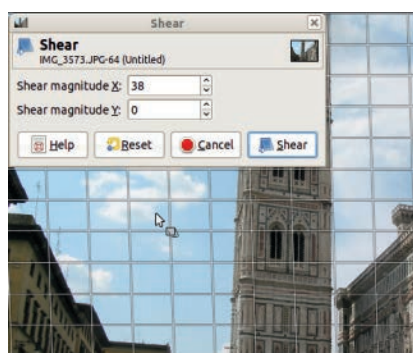 Shear
Shear
IMG_3573.JPG-64 (Untitled)
Shear magnitude X: 38
Shear magnitude Y: 0
Help Reset Cancel Shear